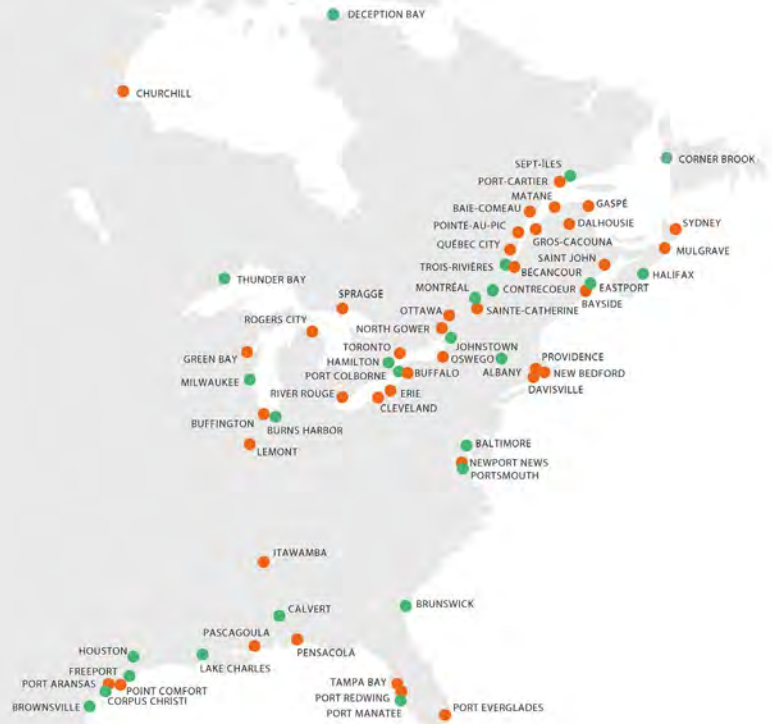 DECEPTION BAY
CHURCHILL
SEPT-ÎLES
CORNER BROOK
PORT-CARTIER
MATANE
BAIE-COMEAU
GASPÉ
POINTE-AU-PIC
DALHOUSIE
SYDNEY
QUÉBEC CITY
GROS-CACOUNA
MULGRAVE
SAINT JOHN
TROIS-RIVIÈRES
BÉCANCOUR
HALIFAX
THUNDER BAY
MONTRÉAL
CONTRECOEUR
EASTPORT
SPRAGGE
BAYSIDE
OTTAWA
SAINTE-CATHERINE
ROGERS CITY
NORTH GOWER
TORONTO
JOHNSTOWN
GREEN BAY
HAMILTON
OSWEGO
PROVIDENCE
PORT COLBORNE
BUFFALO
ALBANY
NEW BEDFORD
MILWAUKEE
RIVER ROUGE
ERIE
DAVISVILLE
CLEVELAND
BUFFINGTON
BURNS HARBOR
BALTIMORE
LEMONT
NEWPORT NEWS
PORTSMOUTH
ITAWAMBA
BRUNSWICK
CALVERT
PASCAGOULA
HOUSTON
PENSACOLA
LAKE CHARLES
FREEPORT
PORT ARANSAS
POINT COMFORT
TAMPA BAY
CORPUS CHRISTI
PORT REDWING
BROWNSVILLE
PORT MANATEE
PORT EVERGLADES